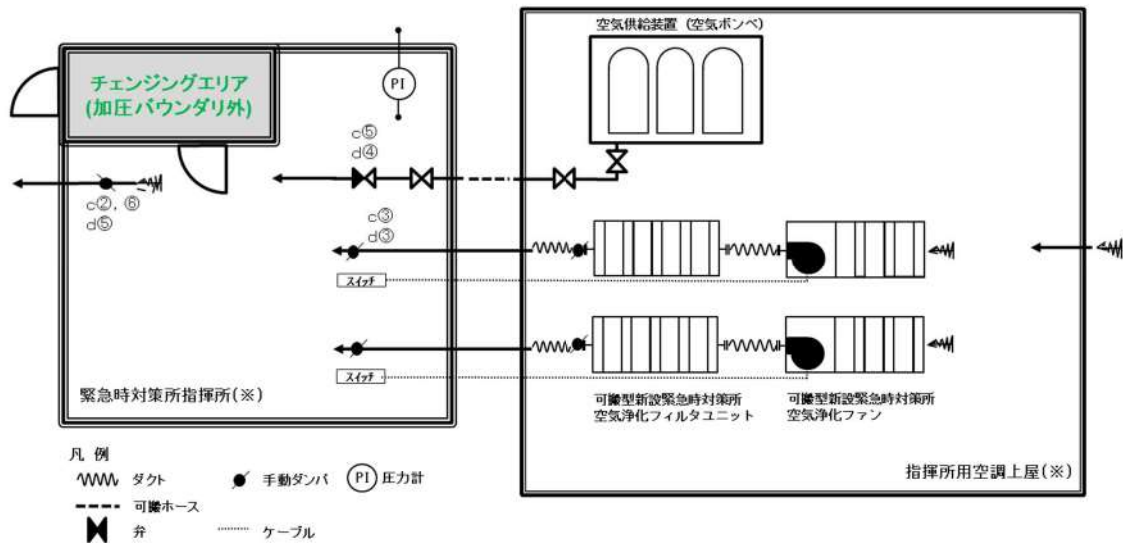 空気供給装置 (空気ボンベ)
チェンジングエリア
(加圧バウンダリ外)
PI
c⑤
d④
c②, ⑥
d⑤
c③
d③
スイッチ
スイッチ
緊急時対策所指揮所(※)
可搬型新設緊急時対策所
空気浄化フィルタユニット
可搬型新設緊急時対策所
空気浄化ファン
指揮所用空調上屋(※)
凡 例
ダクト
手動ダンパ
PI
圧力計
可搬ホース
弁
ケーブル